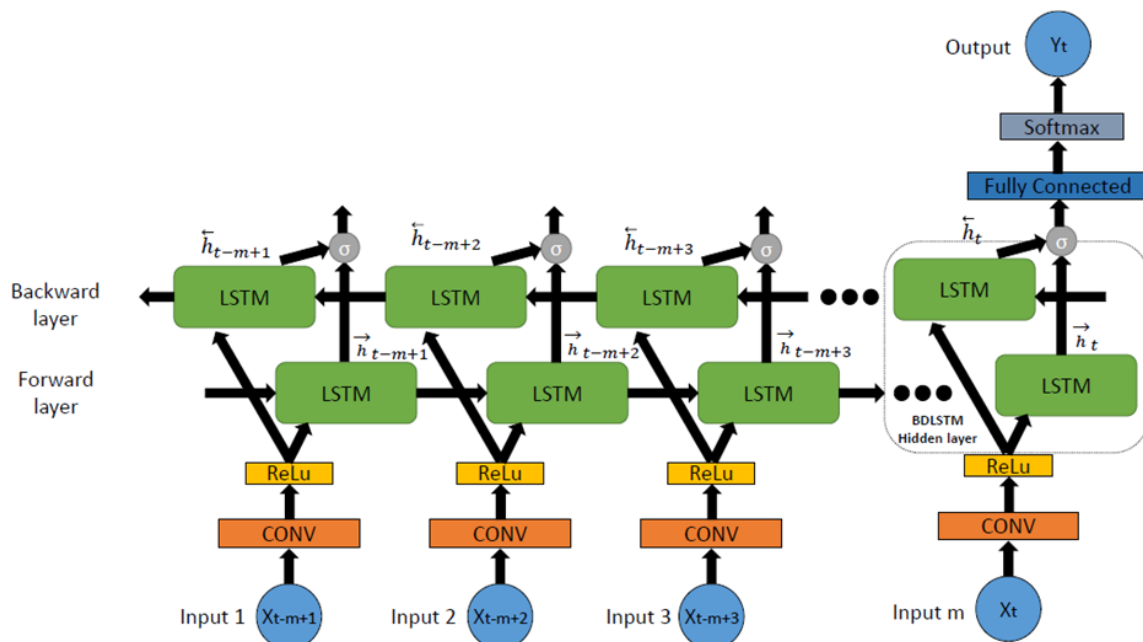 Output
Yt
Softmax
Fully Connected
←h t−m+1
σ
←h t−m+2
σ
←h t−m+3
σ
←h t
σ
Backward
layer
LSTM
LSTM
LSTM
LSTM
→h t−m+1
→h t−m+2
→h t−m+3
→h t
Forward
layer
LSTM
LSTM
LSTM
LSTM
BDLSTM
Hidden layer
ReLu
ReLu
ReLu
ReLu
CONV
CONV
CONV
CONV
Input 1
Xt-m+1
Input 2
Xt-m+2
Input 3
Xt-m+3
Input m
Xt